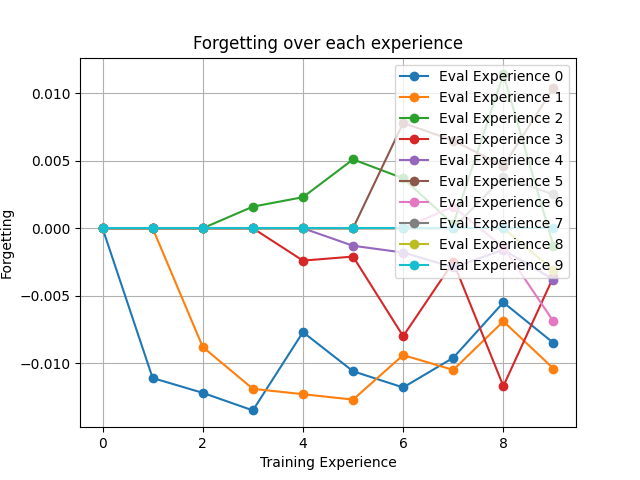 Forgetting over each experience
Forgetting
0.010
0.005
0.000
−0.005
−0.010
Eval Experience 0
Eval Experience 1
Eval Experience 2
Eval Experience 3
Eval Experience 4
Eval Experience 5
Eval Experience 6
Eval Experience 7
Eval Experience 8
Eval Experience 9
0 2 4 6 8
Training Experience